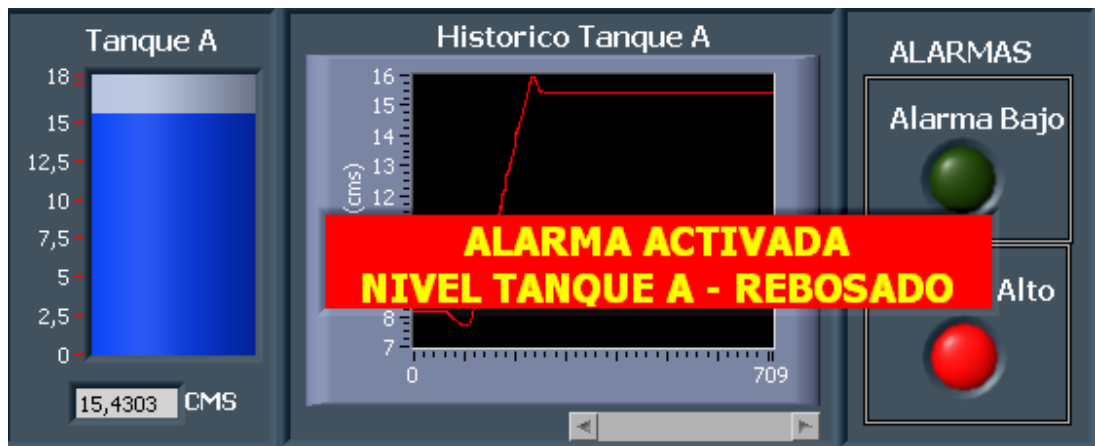 Tanque A
18
15
12,5
10
7,5
5
2,5
0
15,4303 CMS
Historico Tanque A
16
15
14
13
12
(cms)
8
7
0
709
ALARMA ACTIVADA
NIVEL TANQUE A - REBOSADO
ALARMAS
Alarma Bajo
Alto